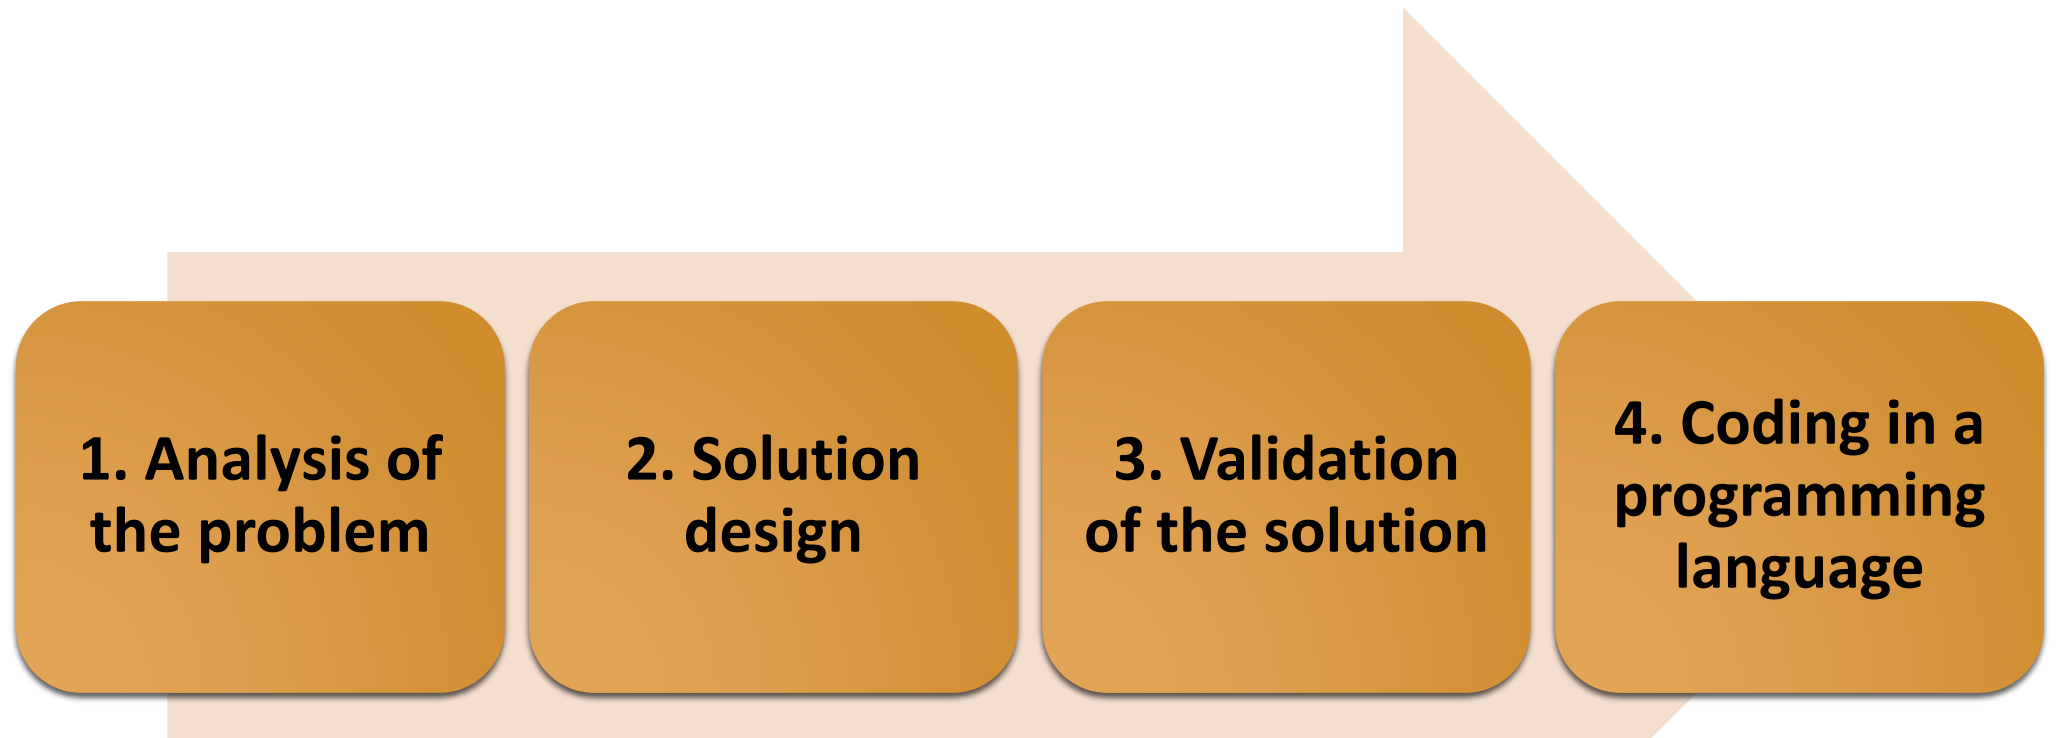 1. Analysis of
the problem
2. Solution
design
3. Validation
of the solution
4. Coding in a
programming
language